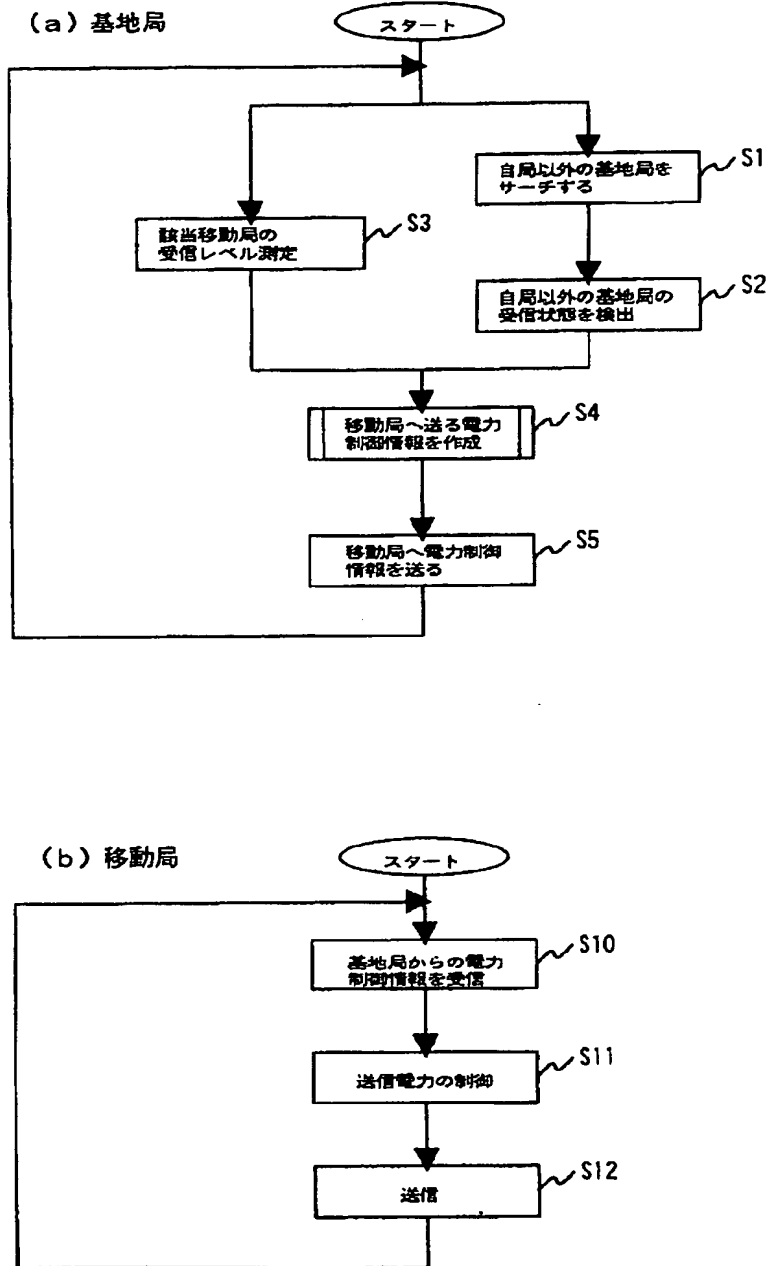 (a)基地局
スタート
自局以外の基地局を
サーチする
S1
該当移動局の
受信レベル測定
S3
自局以外の基地局の
受信状態を検出
S2
移動局へ送る電力
制御情報を作成
S4
移動局へ電力制御
情報を送る
S5
(b)移動局
スタート
基地局からの電力
制御情報を受信
S10
送信電力の制御
S11
送信
S12